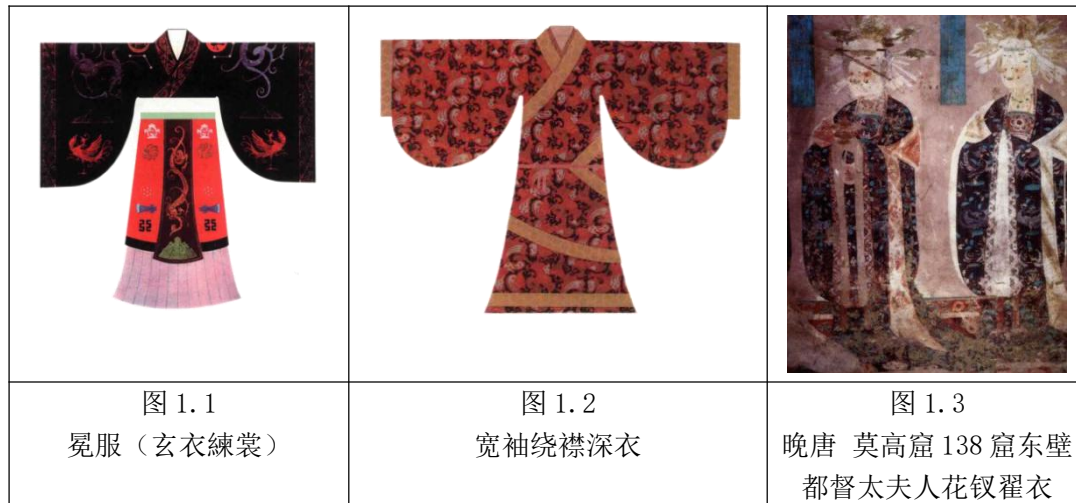 图 1.1
冕服（玄衣練裳）
图 1.2
宽袖绕襟深衣
图 1.3
晚唐 莫高窟 138 窟东壁
都督太夫人花钗翟衣